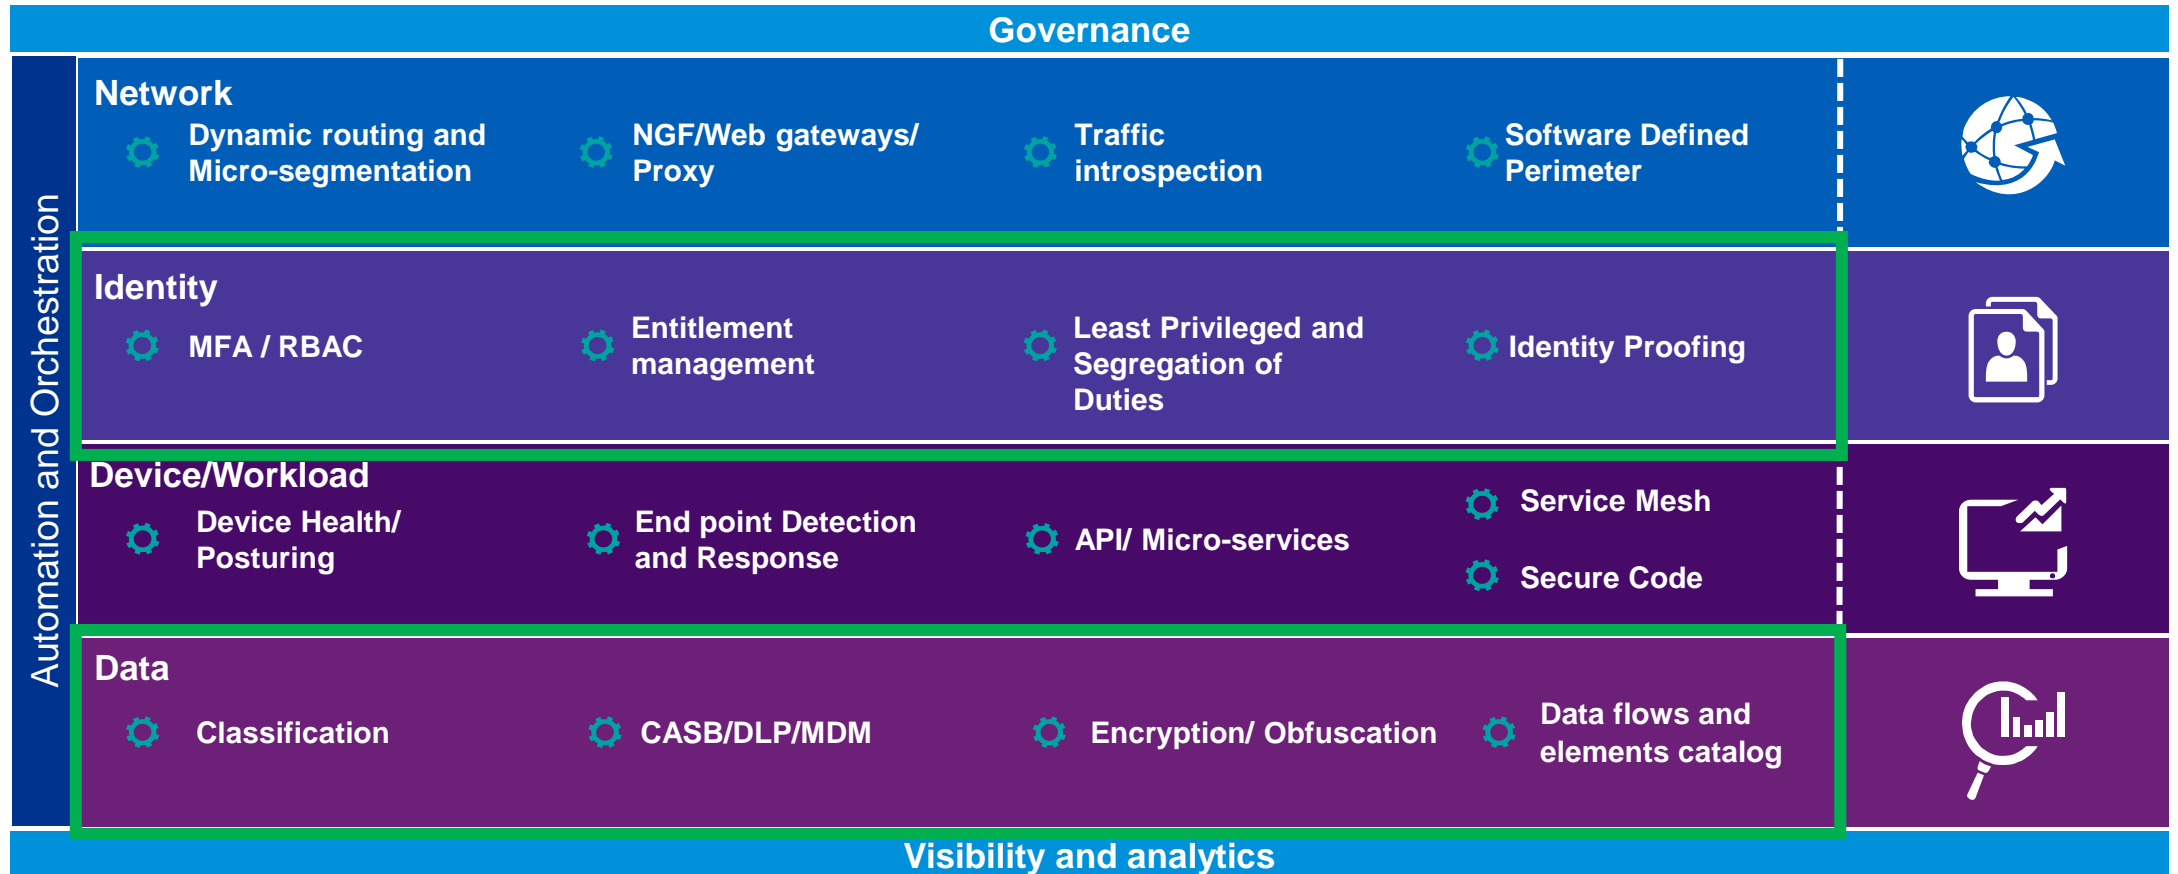 Governance
Automation and Orchestration
Network
Dynamic routing and
Micro-segmentation
NGF/Web gateways/
Proxy
Traffic
introspection
Software Defined
Perimeter
Identity
MFA / RBAC
Entitlement
management
Least Privileged and
Segregation of
Duties
Identity Proofing
Device/Workload
Device Health/
Posturing
End point Detection
and Response
API/ Micro-services
Service Mesh
Secure Code
Data
Classification
CASB/DLP/MDM
Encryption/ Obfuscation
Data flows and
elements catalog
Visibility and analytics